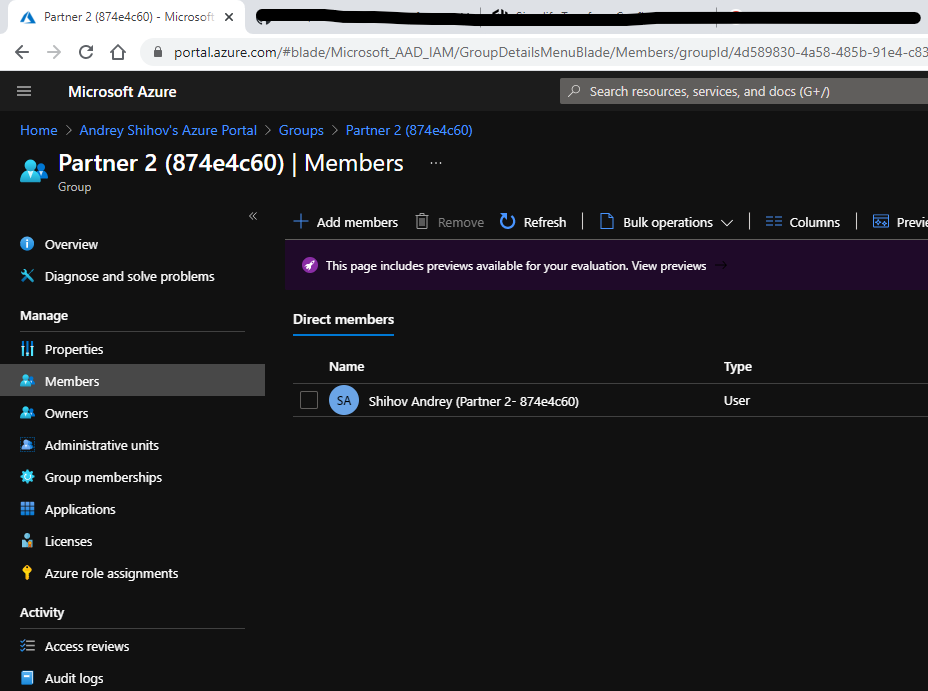 Partner 2 (874e4c60) - Microsoft
portal.azure.com/#blade/Microsoft_AAD_IAM/GroupDetailsMenuBlade/Members/groupId/4d589830-4a58-485b-91e4-c83
Microsoft Azure
Search resources, services, and docs (G+/)
Home > Andrey Shihov's Azure Portal > Groups > Partner 2 (874e4c60)
Partner 2 (874e4c60) | Members ...
Group
«
Overview
Diagnose and solve problems
Manage
Properties
Members
Owners
Administrative units
Group memberships
Applications
Licenses
Azure role assignments
Activity
Access reviews
Audit logs
Add members Remove Refresh | Bulk operations | Columns | Previe
This page includes previews available for your evaluation. View previews →
Direct members
Name Type
SA Shihov Andrey (Partner 2- 874e4c60) User